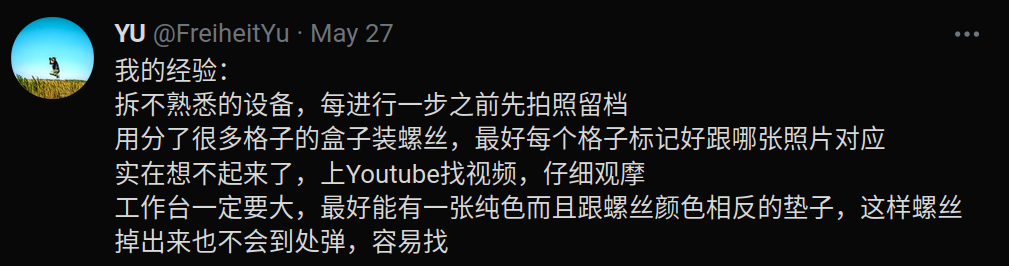 YU @FreiheitYu · May 27
我的经验：
拆不熟悉的设备，每进行一步之前先拍照留档
用分了很多格子的盒子装螺丝，最好每个格子标记好跟哪张照片对应
实在想不起来了，上Youtube找视频，仔细观摩
工作台一定要大，最好能有一张纯色而且跟螺丝颜色相反的垫子，这样螺丝
掉出来也不会到处弹，容易找